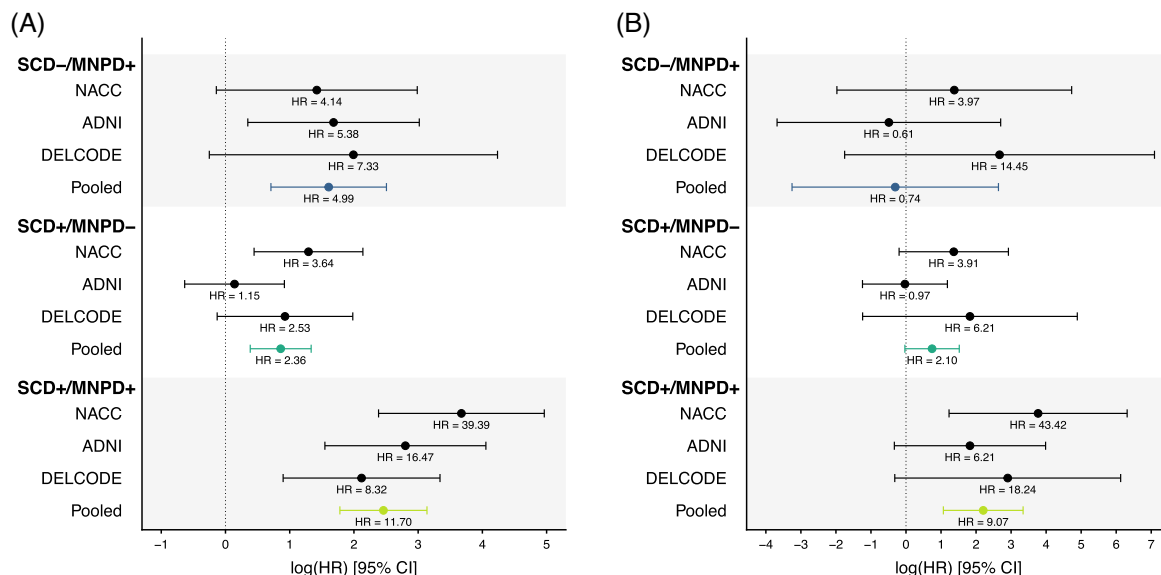 (A)
SCD−/MNPD+
NACC
HR = 4.14
ADNI
HR = 5.38
DELCODE
HR = 7.33
Pooled
HR = 4.99
SCD+/MNPD−
NACC
HR = 3.64
ADNI
HR = 1.15
DELCODE
HR = 2.53
Pooled
HR = 2.36
SCD+/MNPD+
NACC
HR = 39.39
ADNI
HR = 16.47
DELCODE
HR = 8.32
Pooled
HR = 11.70
−1 0 1 2 3 4 5
log(HR) [95% CI]
(B)
SCD−/MNPD+
NACC
HR = 3.97
ADNI
HR = 0.61
DELCODE
HR = 14.45
Pooled
HR = 0.74
SCD+/MNPD−
NACC
HR = 3.91
ADNI
HR = 0.97
DELCODE
HR = 6.21
Pooled
HR = 2.10
SCD+/MNPD+
NACC
HR = 43.42
ADNI
HR = 6.21
DELCODE
HR = 18.24
Pooled
HR = 9.07
−4 −3 −2 −1 0 1 2 3 4 5 6 7
log(HR) [95% CI]